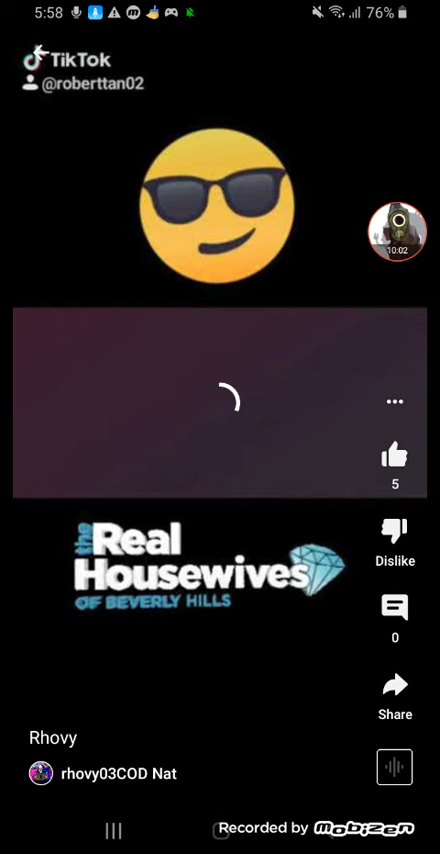 5:58
76%
TikTok
@roberttan02
10:02
5
the Real
Housewives
OF BEVERLY HILLS
Dislike
0
Share
Rhovy
rhovy03COD Nat
Recorded by Mobizen